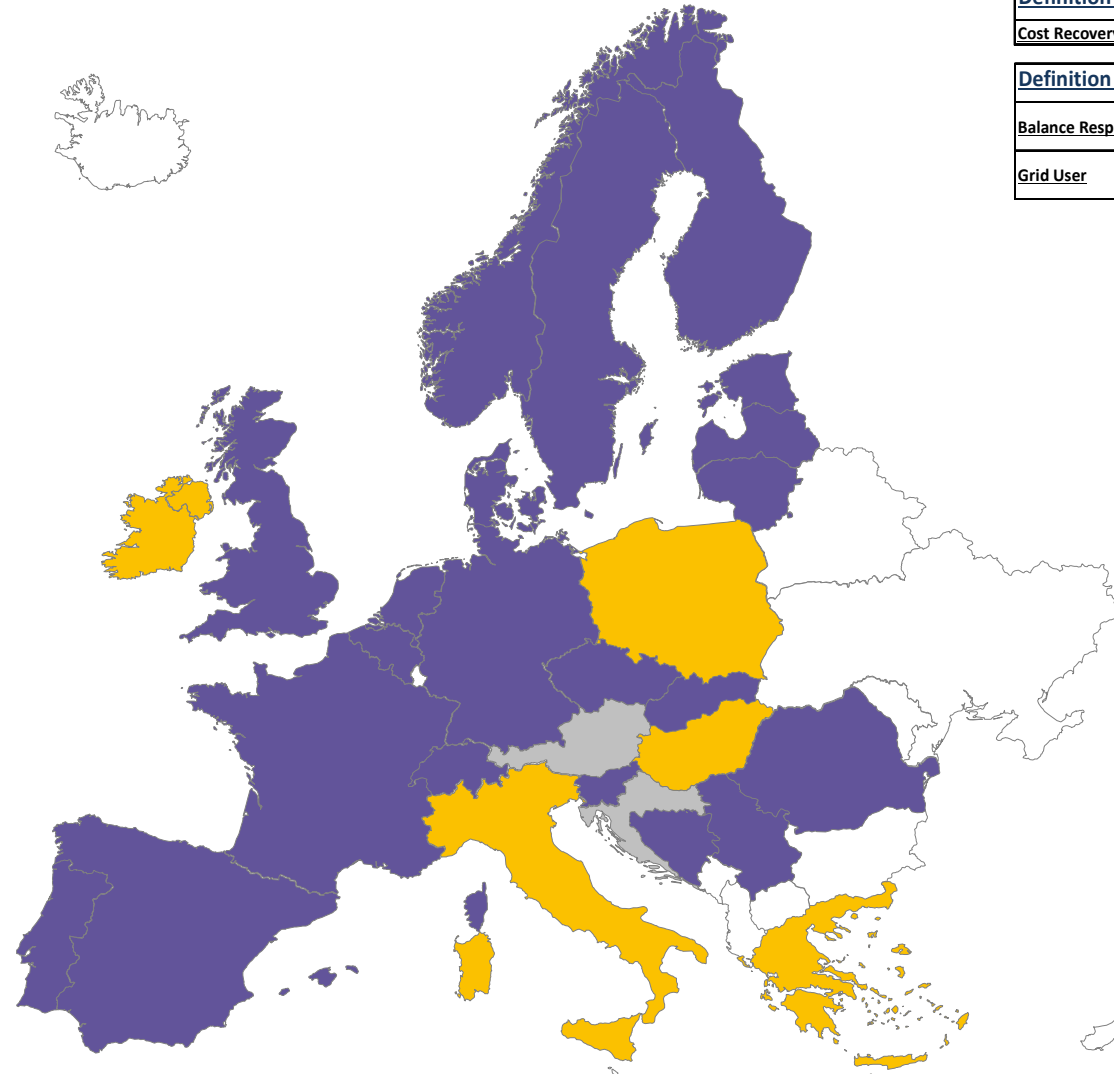 Definition
Cost Recovery
Definition
Balance Resp
Grid User